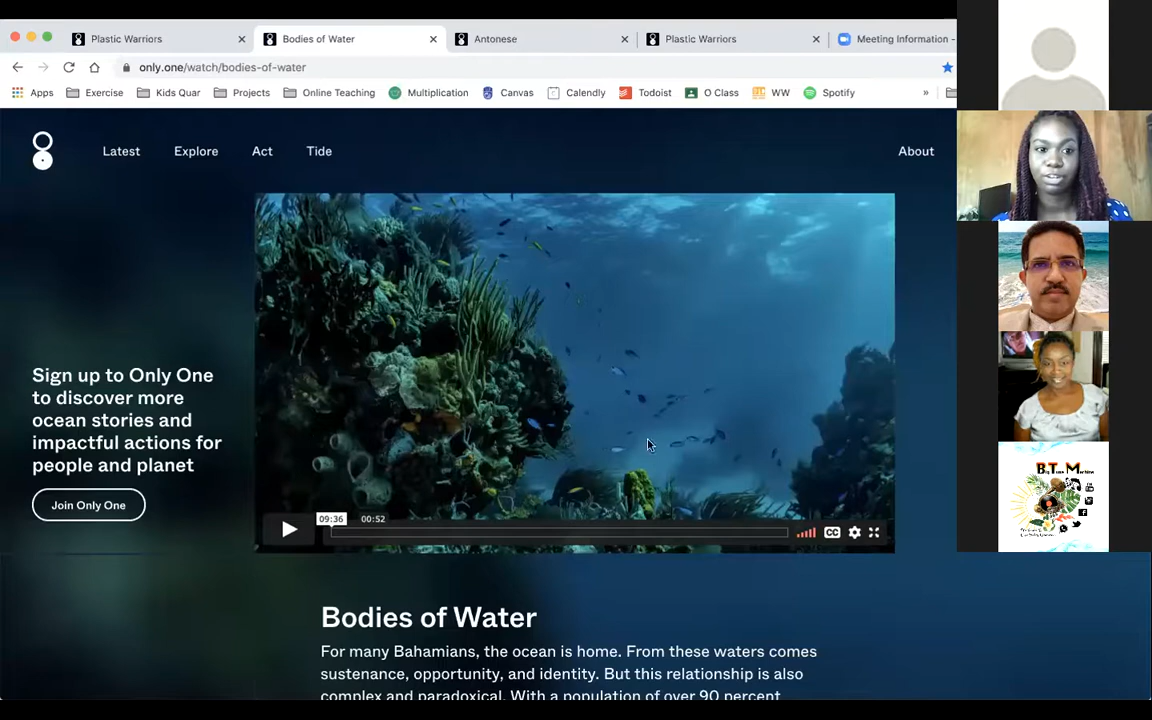 Plastic Warriors
Bodies of Water
Antonese
Plastic Warriors
Meeting Information -
only.one/watch/bodies-of-water
Apps
Exercise
Kids Quar
Projects
Online Teaching
Multiplication
Canvas
Calendly
Todoist
O Class
WW
Spotify
»
Latest
Explore
Act
Tide
About
Sign up to Only One
to discover more
ocean stories and
impactful actions for
people and planet
Join Only One
09:36
00:52
CC
Bodies of Water
For many Bahamians, the ocean is home. From these waters comes
sustenance, opportunity, and identity. But this relationship is also
complex and paradoxical. With a population of over 90 percent